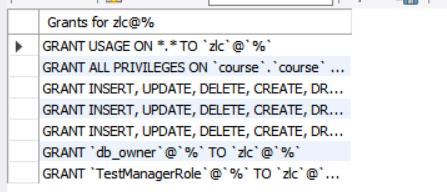 Grants for zlc@%
GRANT USAGE ON *.* TO `zlc`@`%`
GRANT ALL PRIVILEGES ON `course`.`course` ...
GRANT INSERT, UPDATE, DELETE, CREATE, DR...
GRANT INSERT, UPDATE, DELETE, CREATE, DR...
GRANT INSERT, UPDATE, DELETE, CREATE, DR...
GRANT `db_owner`@`%` TO `zlc`@`%`
GRANT `TestManagerRole`@`%` TO `zlc`@`...